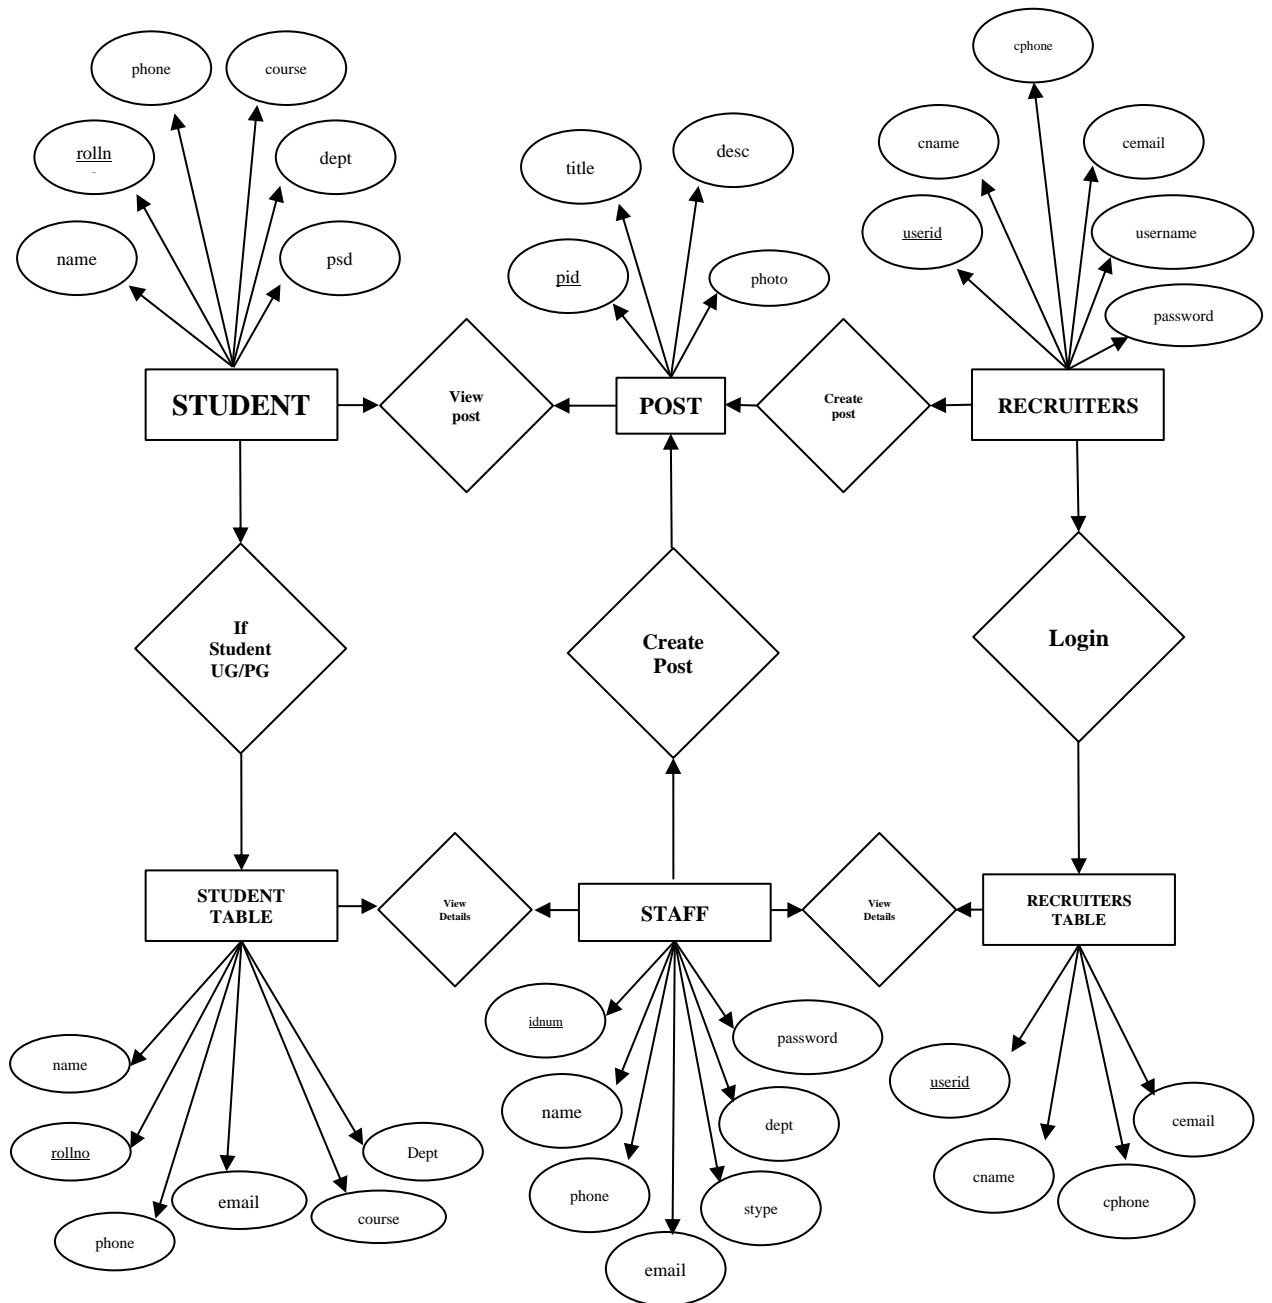 cphone
phone
course
cname
cemail
rolln
dept
title
desc
userid
username
name
psd
pid
photo
password
STUDENT
View
post
POST
Create
post
RECRUITERS
If
Student
UG/PG
Create
Post
Login
STUDENT
TABLE
View
Details
STAFF
View
Details
RECRUITERS
TABLE
idnum
password
name
userid
name
dept
cemail
rollno
Dept
cname
phone
stype
cphone
email
course
phone
email